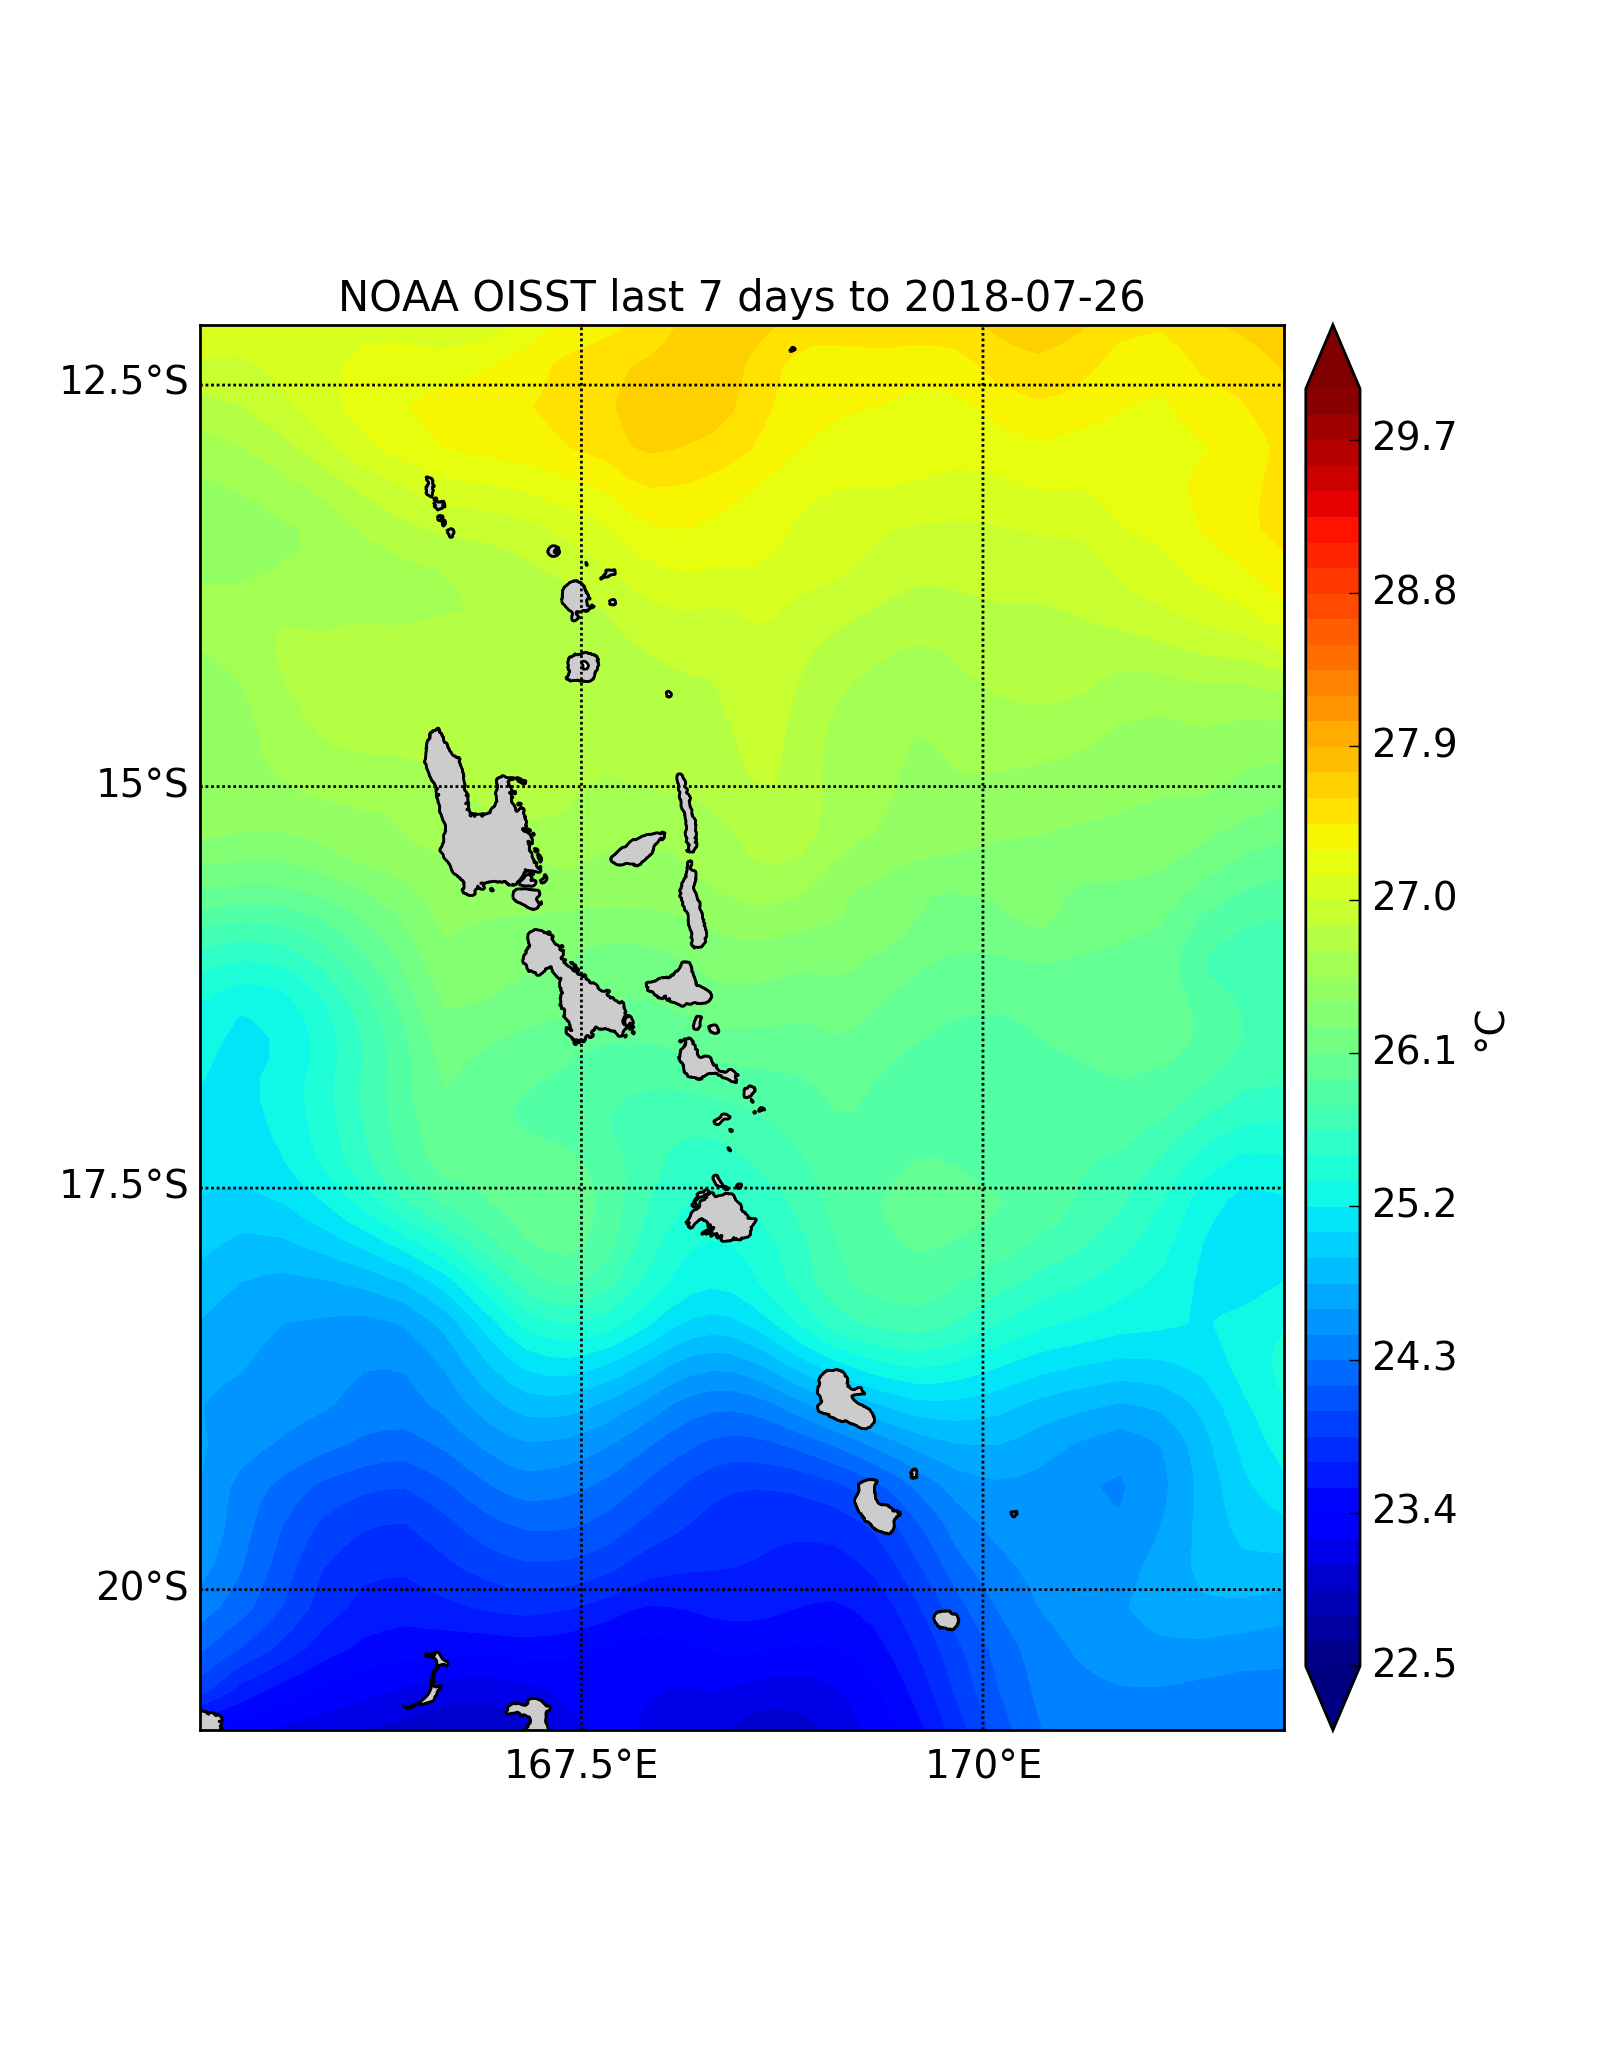 NOAA OISST last 7 days to 2018-07-26
12.5°S
15°S
17.5°S
20°S
167.5°E
170°E
29.7
28.8
27.9
27.0
26.1
25.2
24.3
23.4
22.5
°C